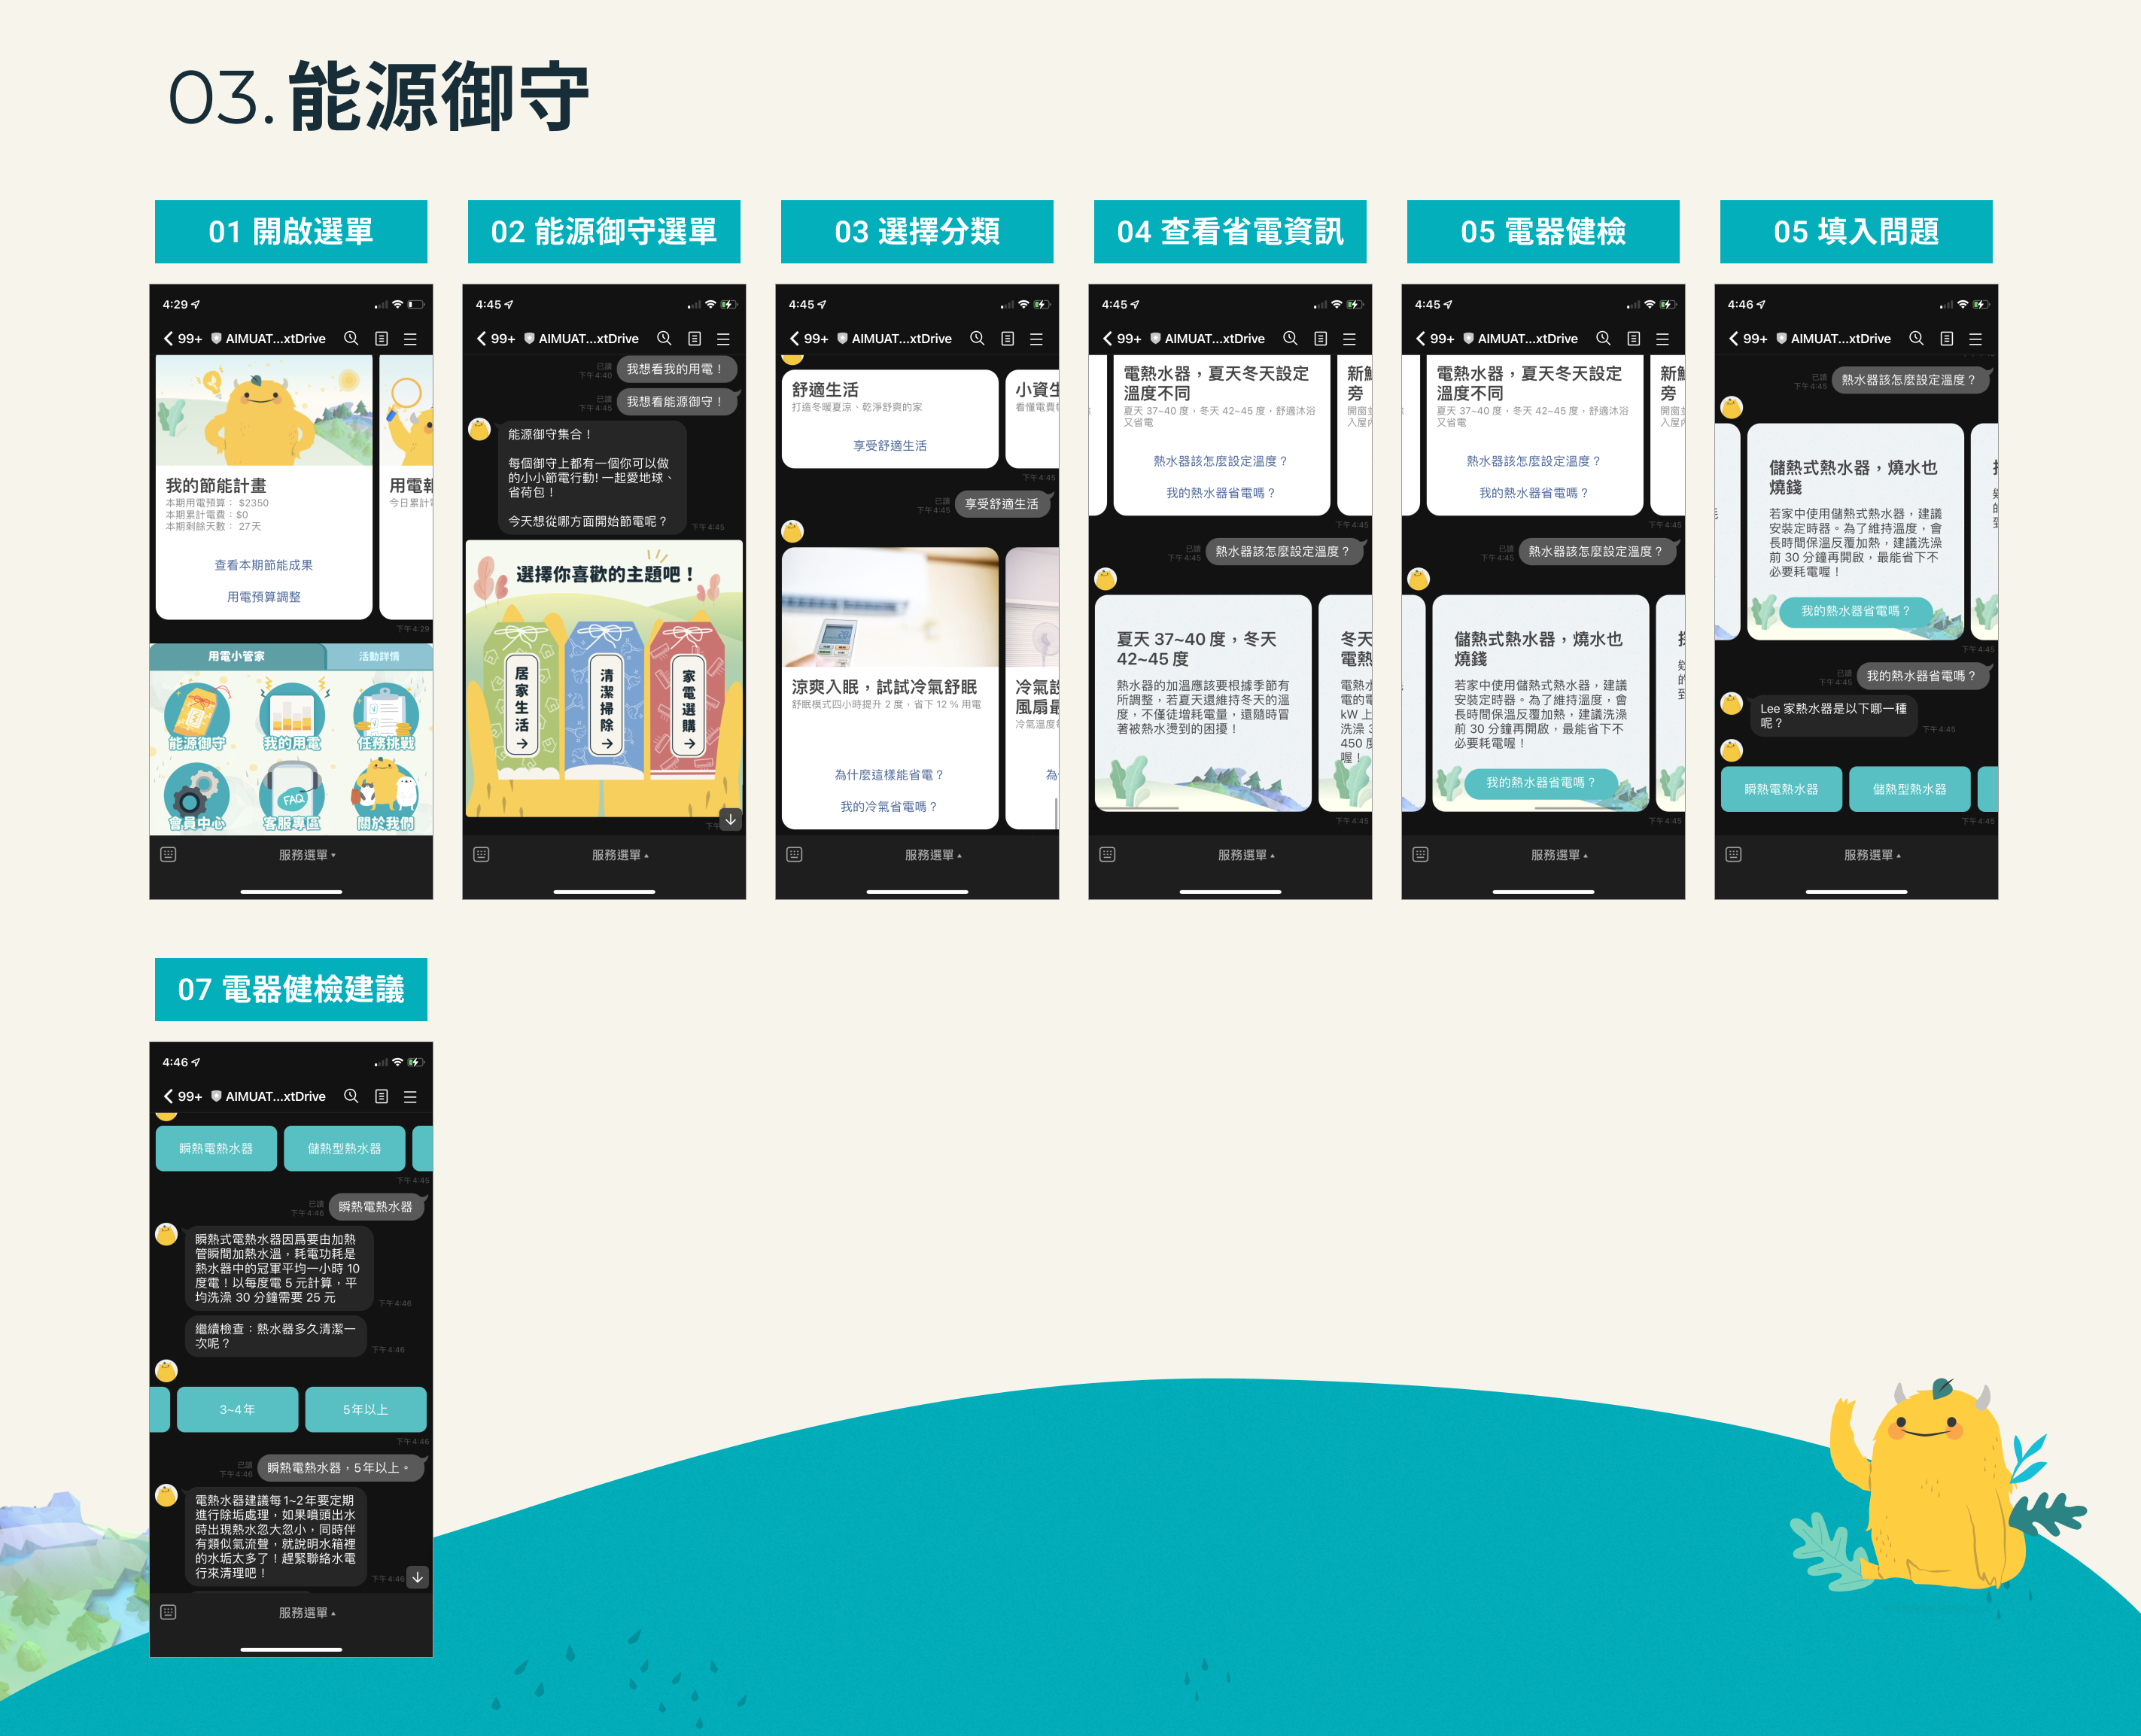 03. 能源御守
01 開啟選單
02 能源御守選單
03 選擇分類
04 查看省電資訊
05 電器健檢
05 填入問題
4:29
99+ AIMUAT...xtDrive
我的節能計畫
本期用電預算： $2350
本期累計電費：$0
本期剩餘天數： 27天
查看本期節能成果
用電預算調整
用電報
今日累計
下午4:29
用電小管家
活動詳情
能源御守
我的用電
任務挑戰
會員中心
FAQ
客服專區
關於我們
服務選單
4:45
99+ AIMUAT...xtDrive
已讀
下午4:40
我想看我的用電！
已讀
下午4:45
我想看能源御守！
能源御守集合！
每個御守上都有一個你可以做
的小小節電行動! 一起愛地球、
省荷包！
今天想從哪方面開始節電呢？
下午4:45
選擇你喜歡的主題吧！
居家生活→
清潔掃除→
家電選購→
服務選單
4:45
99+ AIMUAT...xtDrive
舒適生活
打造冬暖夏涼、乾淨舒爽的家
享受舒適生活
小資生
看懂電費
下午4:45
已讀
下午4:45
享受舒適生活
涼爽入眠，試試冷氣舒眠
舒眠模式四小時提升 2 度，省下 12 % 用電
為什麼這樣能省電？
我的冷氣省電嗎？
冷氣設
風扇最
冷氣溫度
為
服務選單
4:45
99+ AIMUAT...xtDrive
電熱水器，夏天冬天設定
溫度不同
夏天 37~40 度，冬天 42~45 度，舒適沐浴
又省電
熱水器該怎麼設定溫度？
我的熱水器省電嗎？
新鮮
旁
開窗
入屋內
下午4:45
已讀
下午4:45
熱水器該怎麼設定溫度？
夏天 37~40 度，冬天
42~45 度
熱水器的加溫應該要根據季節有
所調整，若夏天還維持冬天的溫
度，不僅徒增耗電量，還隨時冒
著被熱水燙到的困擾！
冬天
電熱
電熱水
電的電
kW 上
洗澡 3
450 度
喔！
下午4:45
服務選單
4:45
99+ AIMUAT...xtDrive
電熱水器，夏天冬天設定
溫度不同
夏天 37~40 度，冬天 42~45 度，舒適沐浴
又省電
熱水器該怎麼設定溫度？
我的熱水器省電嗎？
新鮮
旁
開窗
入屋內
下午4:45
已讀
下午4:45
熱水器該怎麼設定溫度？
儲熱式熱水器，燒水也
燒錢
若家中使用儲熱式熱水器，建議
安裝定時器。為了維持溫度，會
長時間保溫反覆加熱，建議洗澡
前 30 分鐘再開啟，最能省下不
必要耗電喔！
我的熱水器省電嗎？
的
到
下午4:45
服務選單
4:46
99+ AIMUAT...xtDrive
已讀
下午4:45
熱水器該怎麼設定溫度？
儲熱式熱水器，燒水也
燒錢
若家中使用儲熱式熱水器，建議
安裝定時器。為了維持溫度，會
長時間保溫反覆加熱，建議洗澡
前 30 分鐘再開啟，最能省下不
必要耗電喔！
我的熱水器省電嗎？
的
到
下午4:45
已讀
下午4:45
我的熱水器省電嗎？
Lee 家熱水器是以下哪一種
呢？
下午4:45
瞬熱電熱水器
儲熱型熱水器
下午4:45
服務選單
07 電器健檢建議
4:46
99+ AIMUAT...xtDrive
瞬熱電熱水器
儲熱型熱水器
下午4:45
已讀
下午4:46
瞬熱電熱水器
瞬熱式電熱水器因爲要由加熱
管瞬間加熱水溫，耗電功耗是
熱水器中的冠軍平均一小時 10
度電！以每度電 5 元計算，平
均洗澡 30 分鐘需要 25 元
下午4:46
繼續檢查：熱水器多久清潔一
次呢？
下午4:46
3~4年
5年以上
下午4:46
已讀
下午4:46
瞬熱電熱水器，5年以上。
電熱水器建議每1~2年要定期
進行除垢處理，如果噴頭出水
時出現熱水忽大忽小，同時伴
有類似氣流聲，就說明水箱裡
的水垢太多了！趕緊聯絡水電
行來清理吧！
下午4:46
服務選單